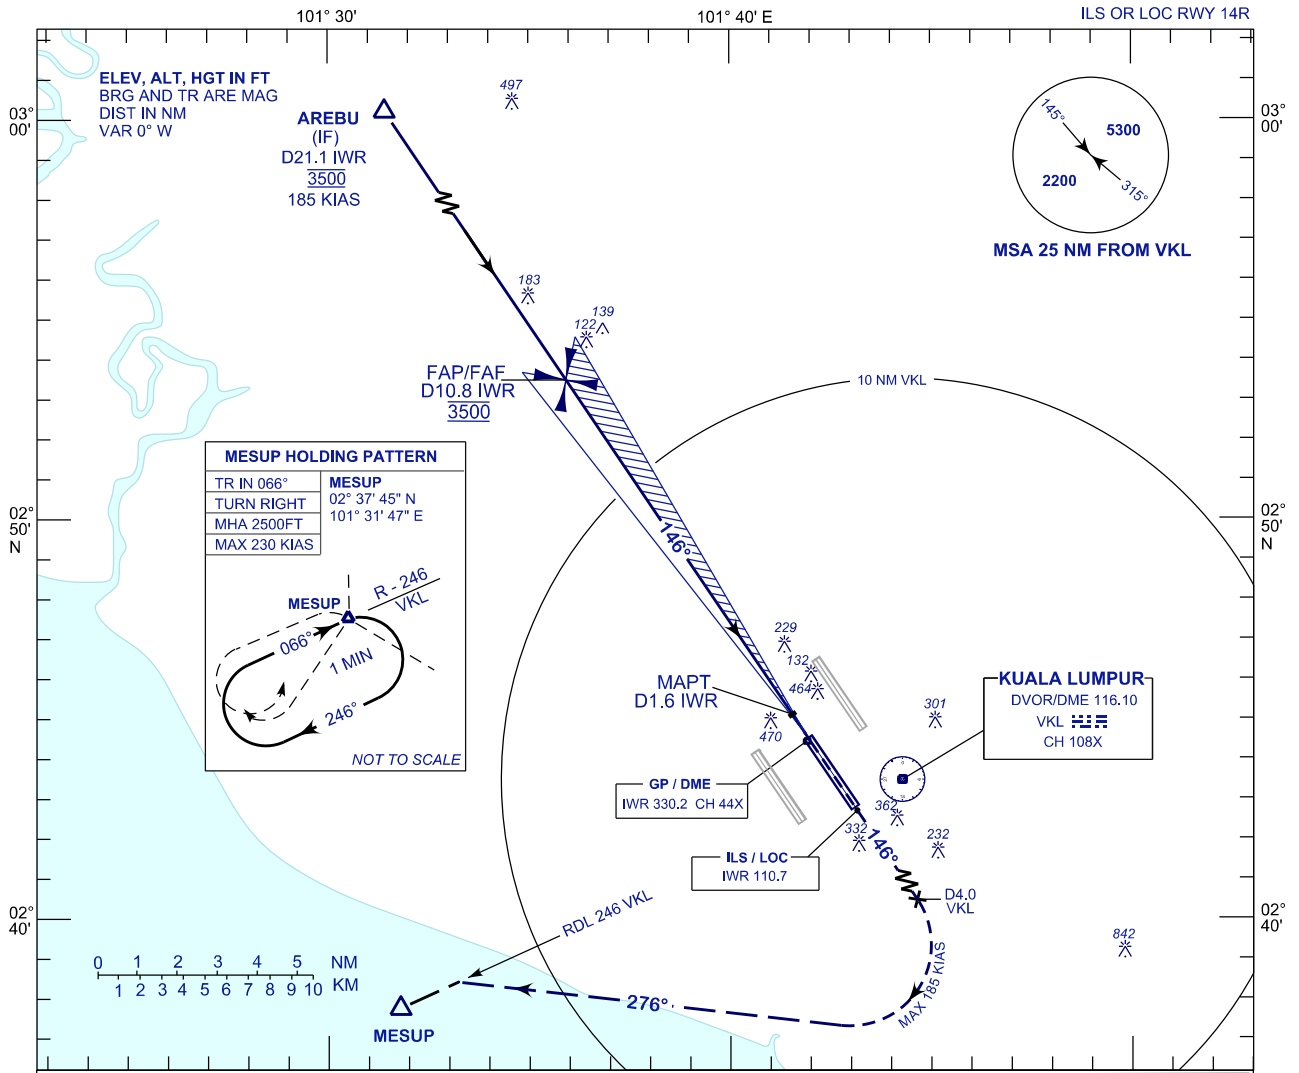 101° 30'
101° 40' E
ILS OR LOC RWY 14R
ELEV, ALT, HGT IN FT
BRG AND TR ARE MAG
DIST IN NM
VAR 0° W
03°
00'
AREBU
(IF)
D21.1 IWR
3500
185 KIAS
497
145°
5300
2200
315°
MSA 25 NM FROM VKL
03°
00'
183
139
122
FAP/FAF
D10.8 IWR
3500
10 NM VKL
MESUP HOLDING PATTERN
TR IN 066°
TURN RIGHT
MHA 2500FT
MAX 230 KIAS
MESUP
02° 37' 45" N
101° 31' 47" E
MESUP
R - 246
VKL
066°
1 MIN
246°
NOT TO SCALE
02°
50'
N
02°
50'
N
146°
229
132
464
MAPT
D1.6 IWR
470
301
KUALA LUMPUR
DVOR/DME 116.10
VKL
CH 108X
GP / DME
IWR 330.2 CH 44X
362
332
232
146°
ILS / LOC
IWR 110.7
D4.0
VKL
842
RDL 246 VKL
02°
40'
02°
40'
0 1 2 3 4 5 NM
1 2 3 4 5 6 7 8 9 10 KM
276°
MAX 185 KIAS
MESUP